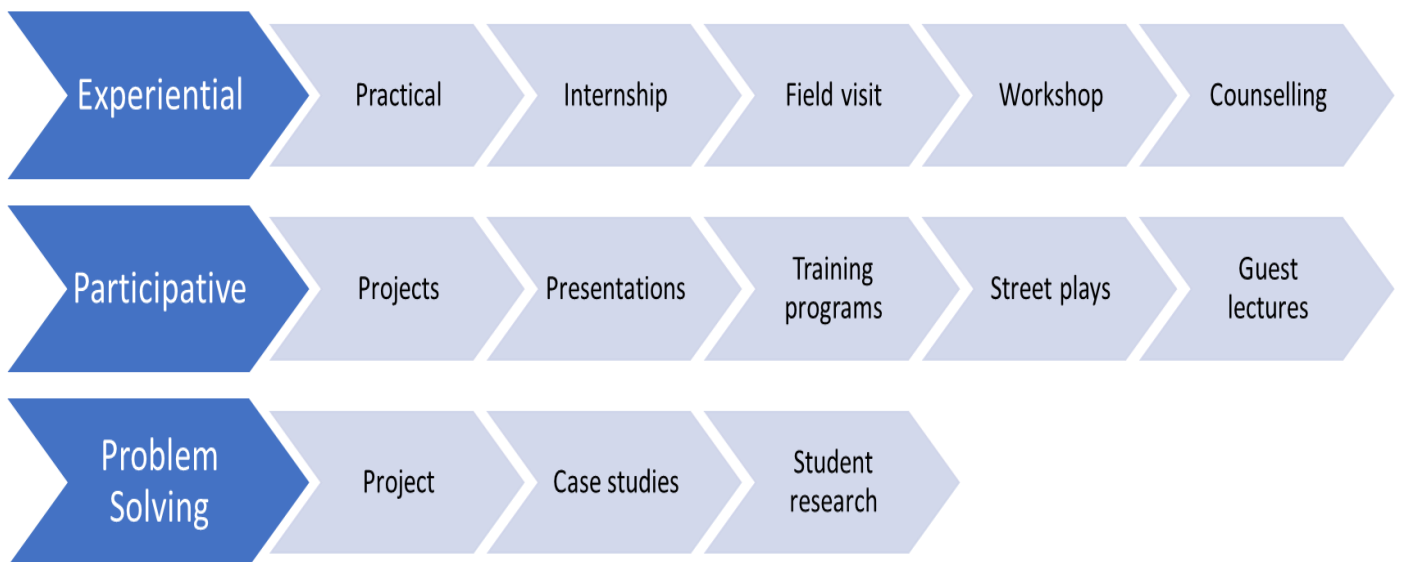 Experiential
Practical
Internship
Field visit
Workshop
Counselling
Participative
Projects
Presentations
Training
programs
Street plays
Guest
lectures
Problem
Solving
Project
Case studies
Student
research